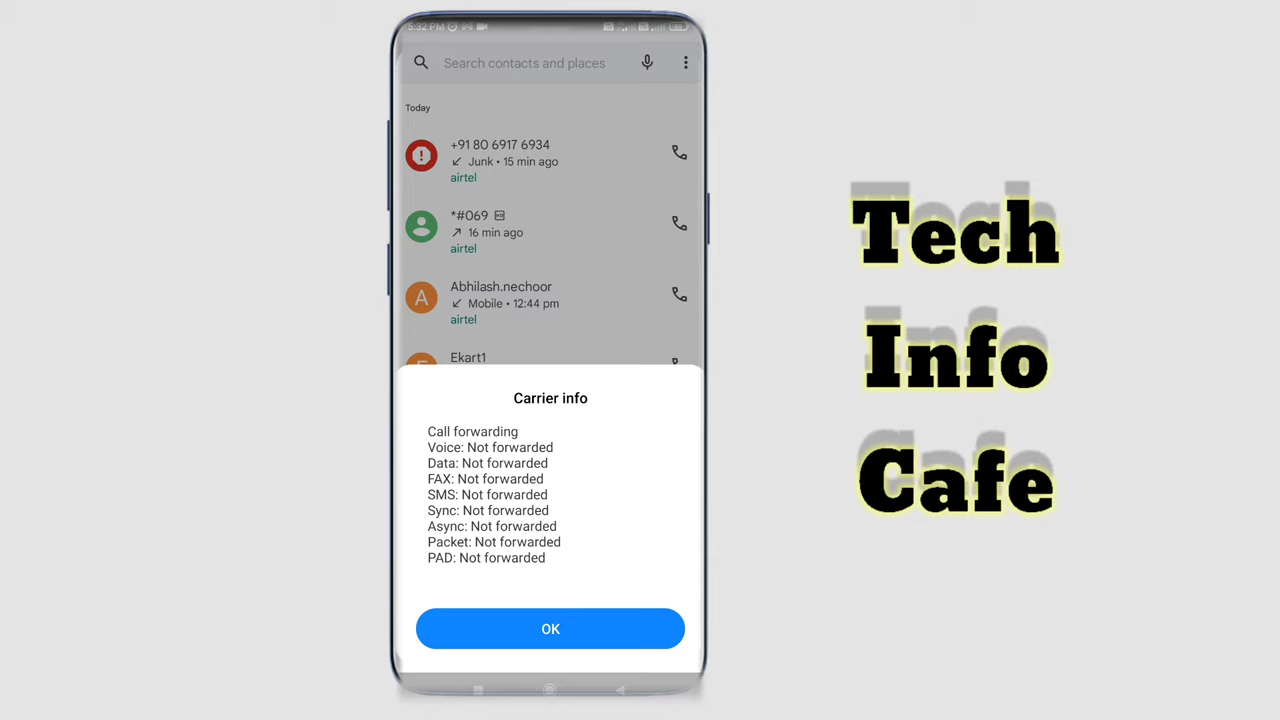 5:32 PM
Search contacts and places
Today
+91 80 6917 6934
Junk • 15 min ago
airtel
*#069
16 min ago
airtel
A
Abhilash.nechoor
Mobile • 12:44 pm
airtel
Ekart1
Carrier info
Call forwarding
Voice: Not forwarded
Data: Not forwarded
FAX: Not forwarded
SMS: Not forwarded
Sync: Not forwarded
Async: Not forwarded
Packet: Not forwarded
PAD: Not forwarded
OK
Tech
Info
Cafe